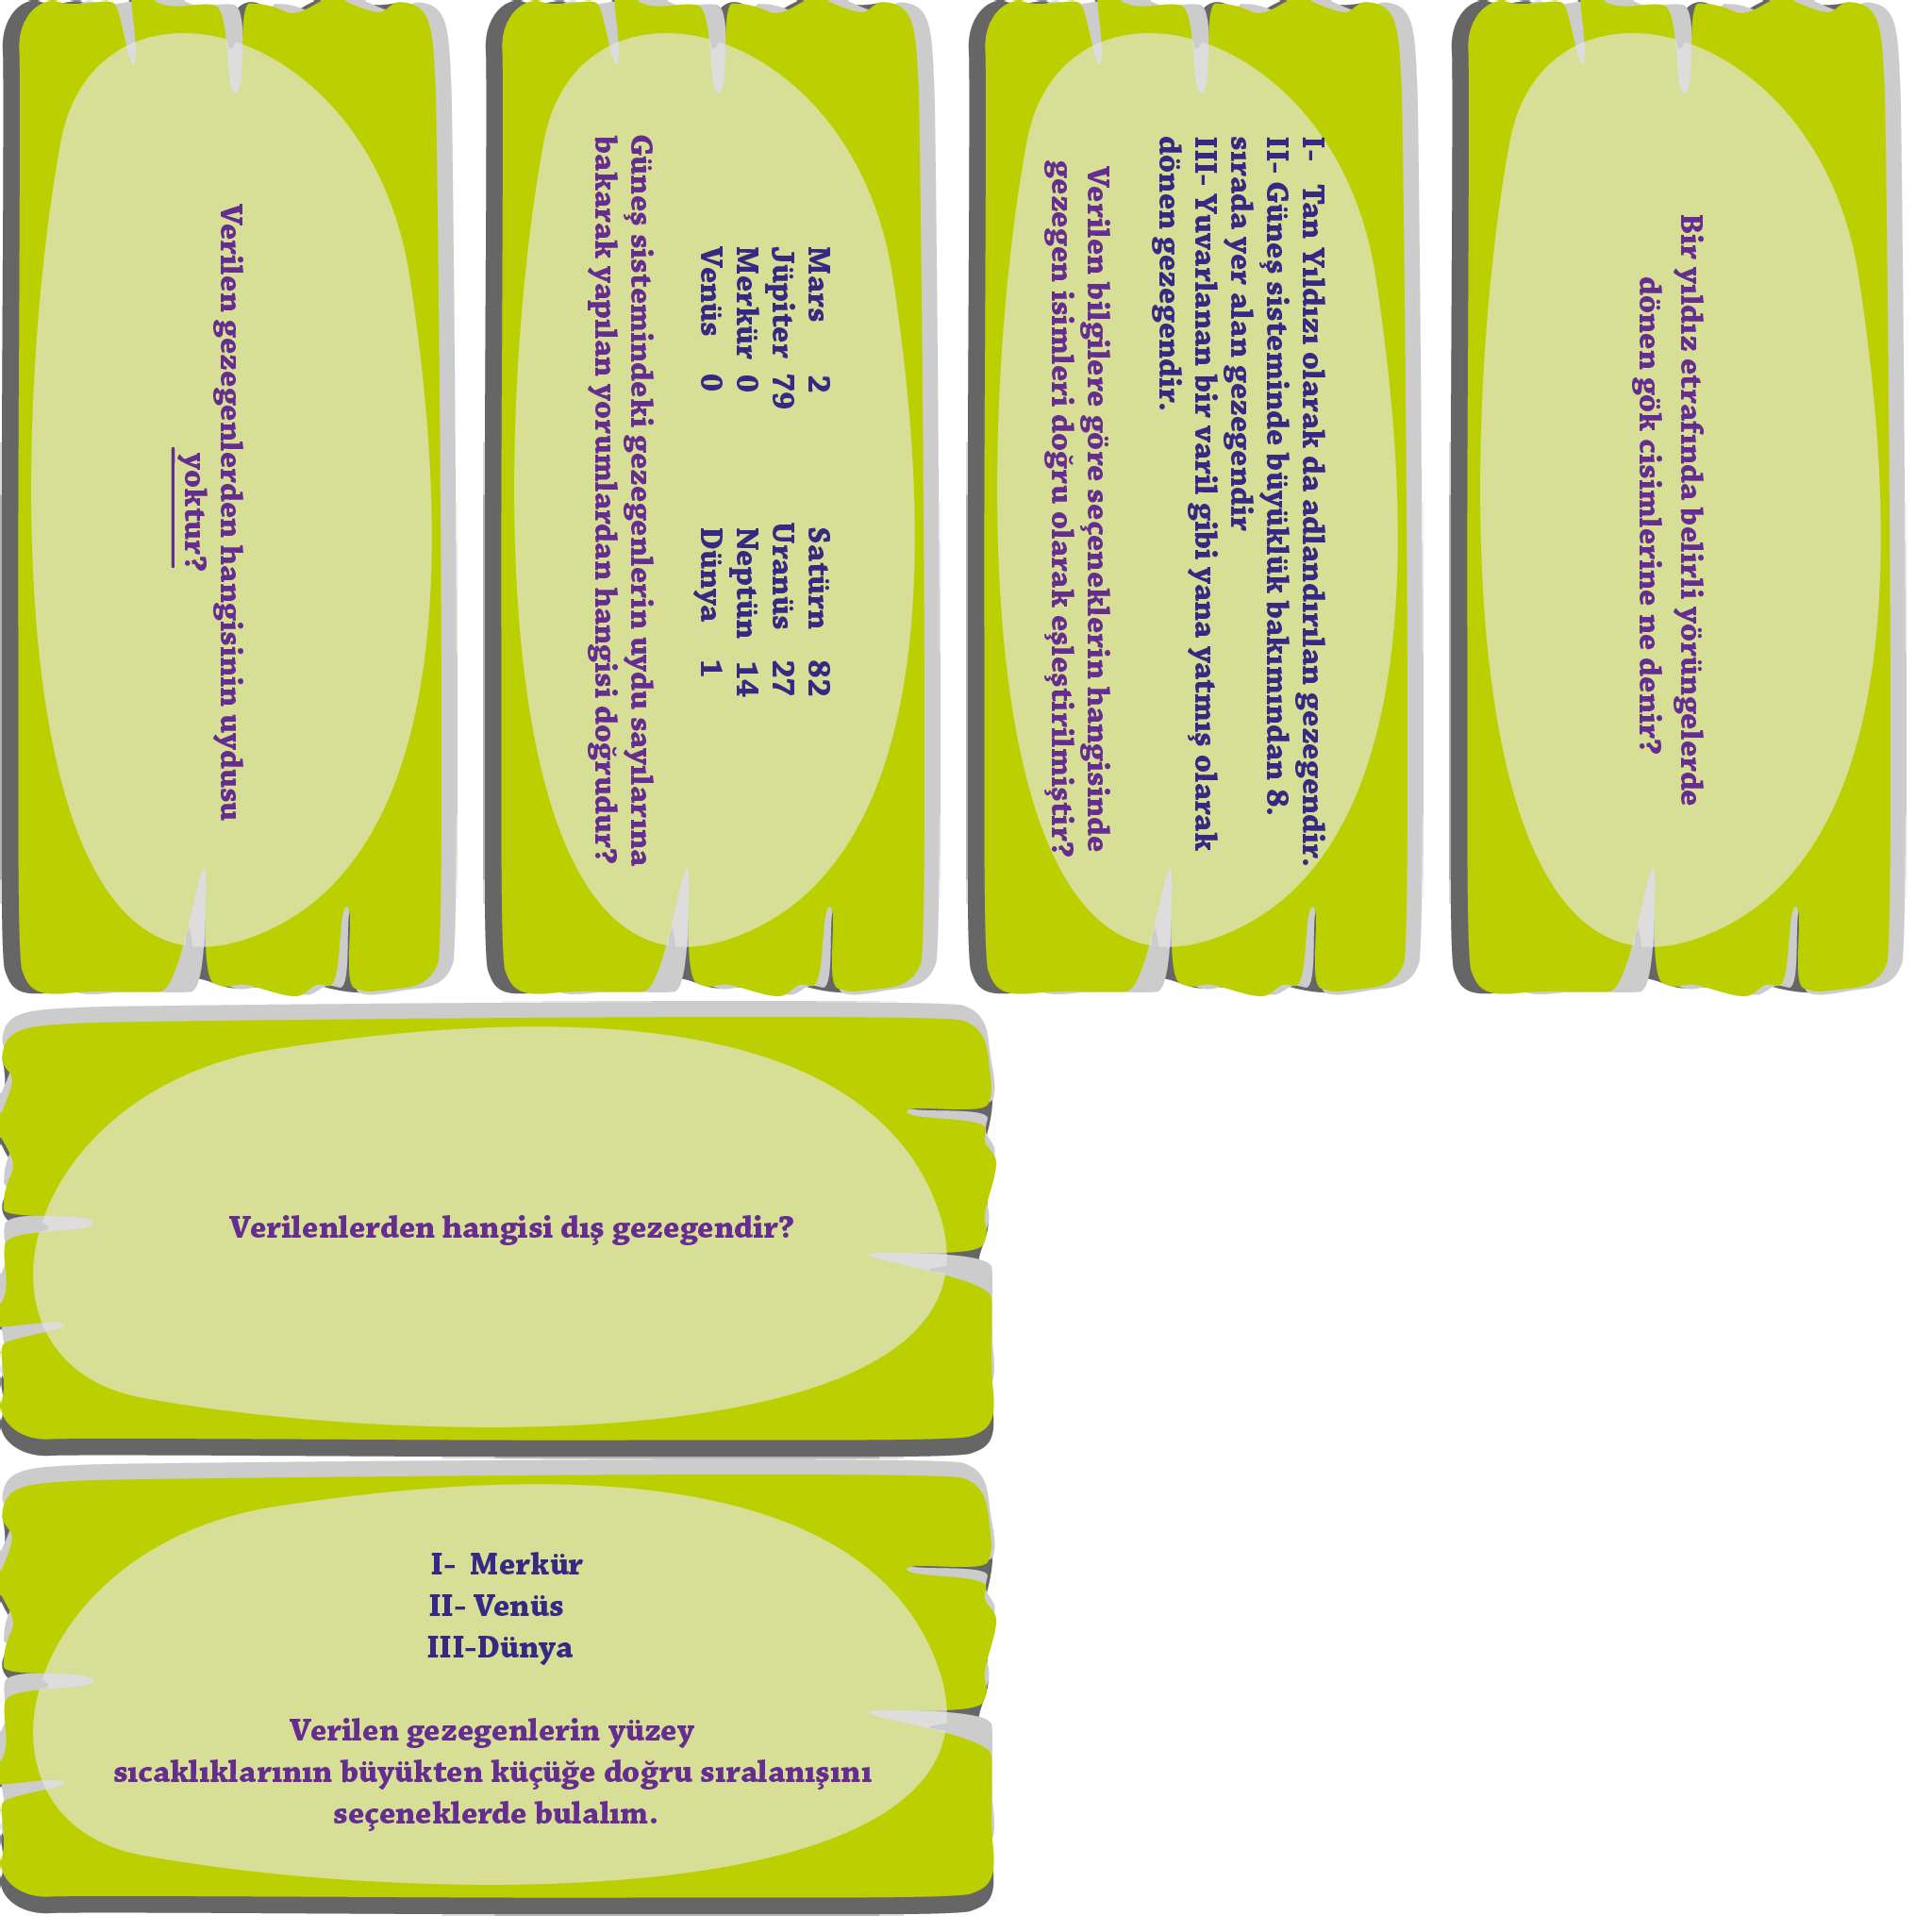 Verilen gezegenlerden hangisinin uydusu
yoktur?
Mars 2 Satürn 82
Jüpiter 79 Uranüs 27
Merkür 0 Neptün 14
Venüs 0 Dünya 1
Güneş sistemindeki gezegenlerin uydu sayılarına
bakarak yapılan yorumlardan hangisi doğrudur?
I- Tan Yıldızı olarak da adlandırılan gezegendir.
II- Güneş sisteminde büyüklük bakımından 8.
sırada yer alan gezegendir
III- Yuvarlanan bir varil gibi yana yatmış olarak
dönen gezegendir.
Verilen bilgilere göre seçeneklerin hangisinde
gezegen isimleri doğru olarak eşleştirilmiştir?
Bir yıldız etrafında belirli yörüngelerde
dönen gök cisimlerine ne denir?
Verilenlerden hangisi dış gezegendir?
I- Merkür
II- Venüs
III-Dünya
Verilen gezegenlerin yüzey
sıcaklıklarının büyükten küçüğe doğru sıralanışını
seçeneklerde bulalım.